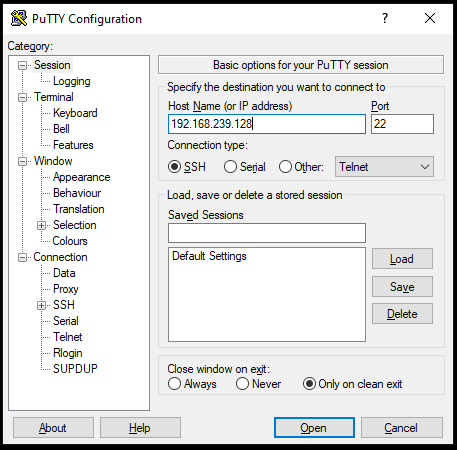 PuTTY Configuration
?
Category:
Session
Logging
Terminal
Keyboard
Bell
Features
Window
Appearance
Behaviour
Translation
Selection
Colours
Connection
Data
Proxy
SSH
Serial
Telnet
Rlogin
SUPDUP
Basic options for your PuTTY session
Specify the destination you want to connect to
Host Name (or IP address) Port
192.168.239.128 22
Connection type:
SSH Serial Other: Telnet
Load, save or delete a stored session
Saved Sessions
Default Settings
Load
Save
Delete
Close window on exit:
Always Never Only on clean exit
About Help Open Cancel